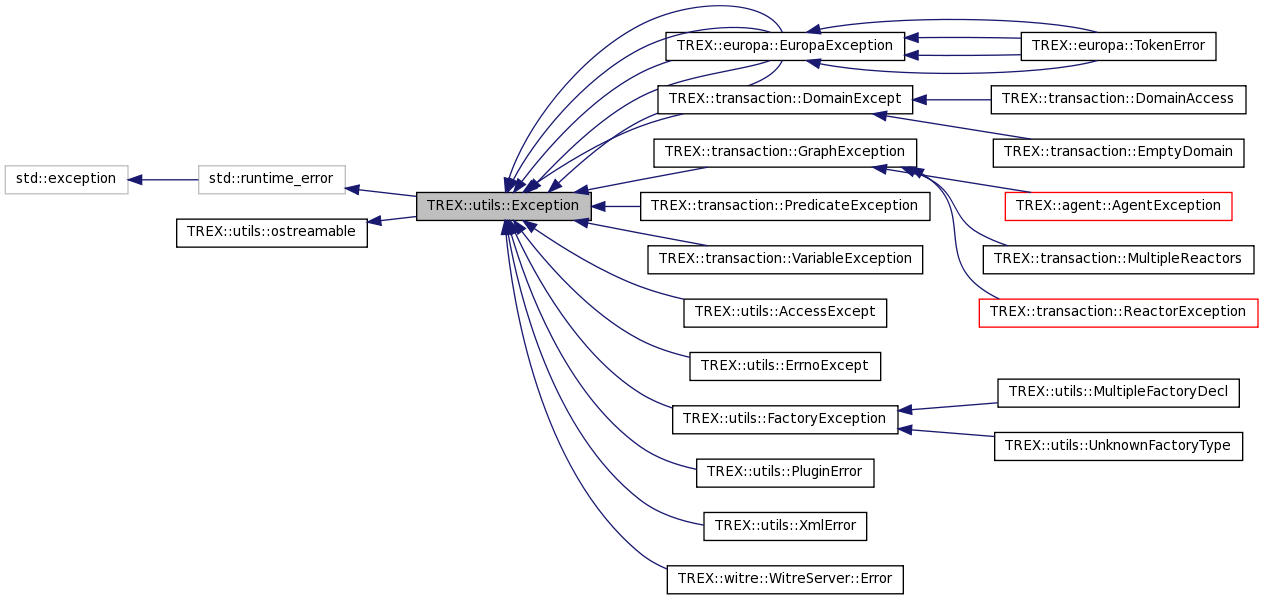 std::exception
std::runtime_error
TREX::utils::ostreamable
TREX::utils::Exception
TREX::europa::EuropaException
TREX::transaction::DomainExcept
TREX::transaction::GraphException
TREX::transaction::PredicateException
TREX::transaction::VariableException
TREX::utils::AccessExcept
TREX::utils::ErrnoExcept
TREX::utils::FactoryException
TREX::utils::PluginError
TREX::utils::XmlError
TREX::witre::WitreServer::Error
TREX::europa::TokenError
TREX::transaction::DomainAccess
TREX::transaction::EmptyDomain
TREX::agent::AgentException
TREX::transaction::MultipleReactors
TREX::transaction::ReactorException
TREX::utils::MultipleFactoryDecl
TREX::utils::UnknownFactoryType